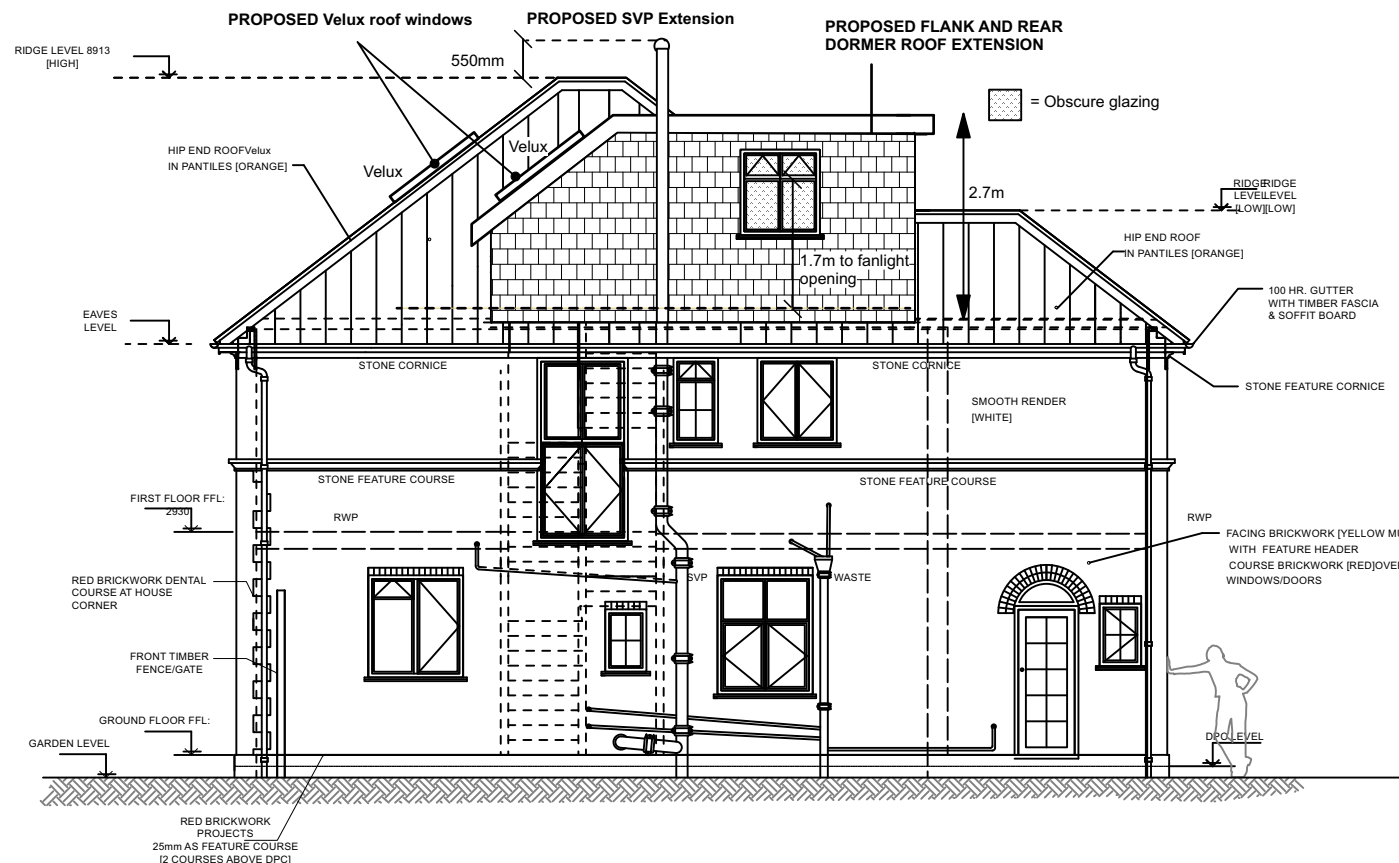 PROPOSED Velux roof windows
PROPOSED SVP Extension
PROPOSED FLANK AND REAR
DORMER ROOF EXTENSION
RIDGE LEVEL 8913
[HIGH]
550mm
= Obscure glazing
HIP END ROOFVelux
IN PANTILES [ORANGE]
Velux
Velux
2.7m
RIDGE
LEVEL
[LOW]
RIDGE
LEVEL
[LOW]
HIP END ROOF
IN PANTILES [ORANGE]
1.7m to fanlight
opening
100 HR. GUTTER
WITH TIMBER FASCIA
& SOFFIT BOARD
EAVES
LEVEL
STONE CORNICE
STONE CORNICE
STONE FEATURE CORNICE
SMOOTH RENDER
[WHITE]
STONE FEATURE COURSE
STONE FEATURE COURSE
FIRST FLOOR FFL:
2930
RWP
RWP
FACING BRICKWORK [YELLOW MU
WITH FEATURE HEADER
COURSE BRICKWORK [RED]OVE
WINDOWS/DOORS
RED BRICKWORK DENTAL
COURSE AT HOUSE
CORNER
SVP
WASTE
FRONT TIMBER
FENCE/GATE
GROUND FLOOR FFL:
GARDEN LEVEL
DPC LEVEL
RED BRICKWORK
PROJECTS
25mm AS FEATURE COURSE
[2 COURSES ABOVE DPC]